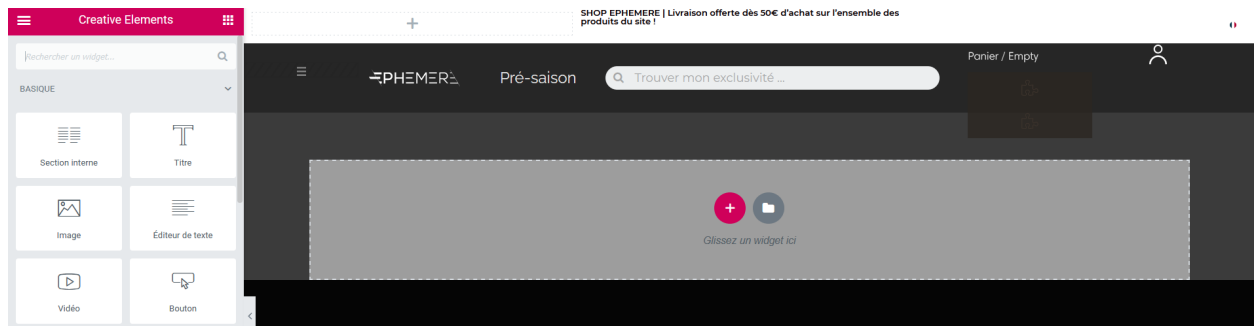 Creative Elements
Rechercher un widget...
BASIQUE
Section interne
Titre
Image
Éditeur de texte
Vidéo
Bouton
SHOP EPHEMERE | Livraison offerte dès 50€ d'achat sur l'ensemble des
produits du site !
EPHEMERE
Pré-saison
Trouver mon exclusivité ...
Panier / Empty
Glissez un widget ici